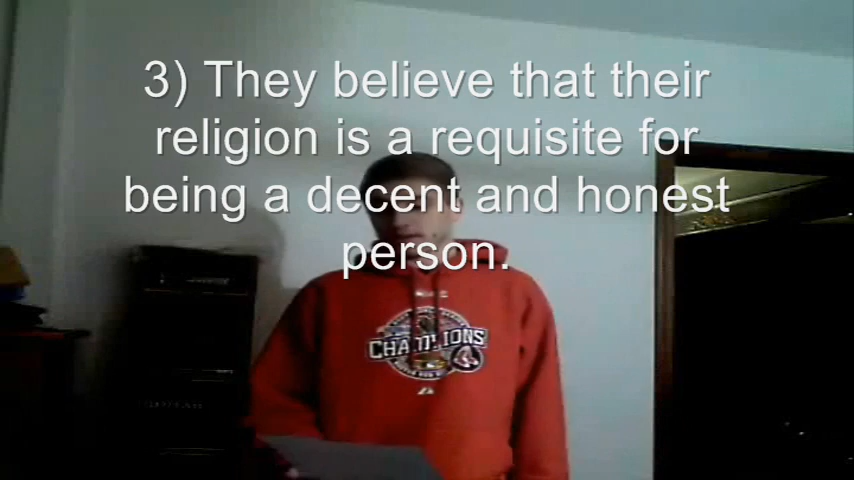 3) They believe that their
religion is a requisite for
being a decent and honest
person.
CHAMPIONS